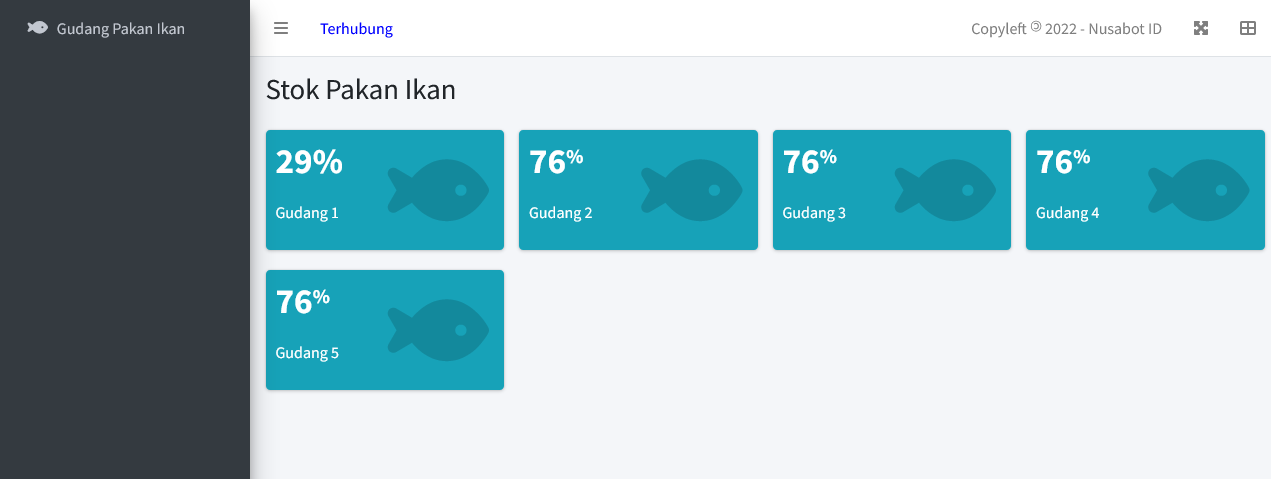 Gudang Pakan Ikan
Terhubung
Copyleft 🄯 2022 - Nusabot ID
Stok Pakan Ikan
29%
Gudang 1
76%
Gudang 2
76%
Gudang 3
76%
Gudang 4
76%
Gudang 5